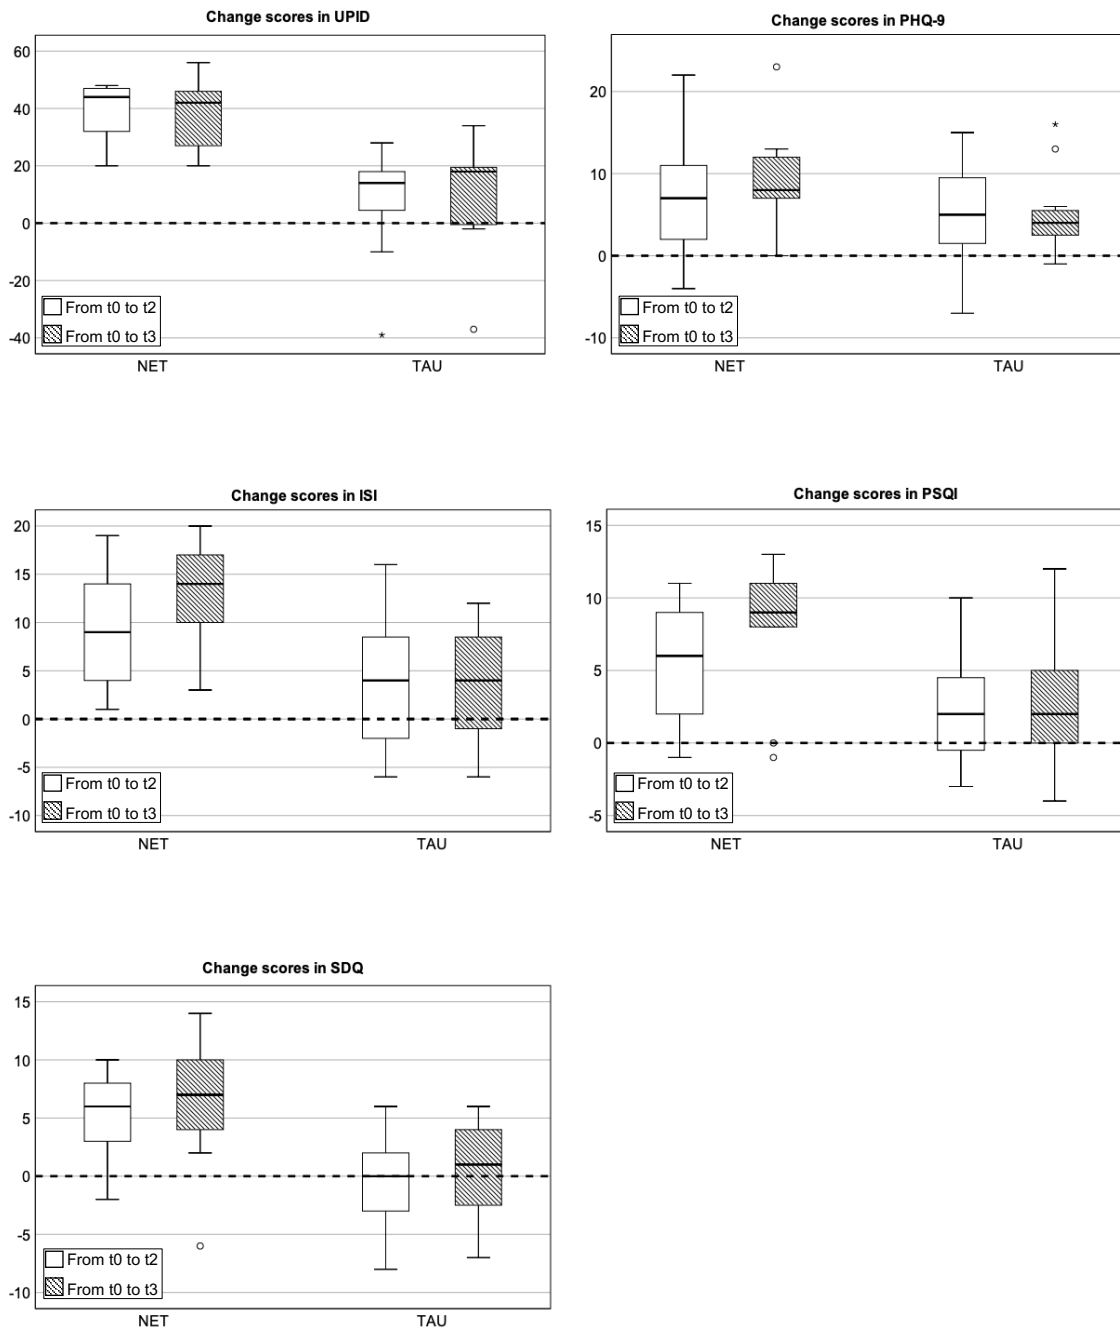 Change scores in UPID
60
40
20
0
-20
-40
From t0 to t2
From t0 to t3
NET TAU
Change scores in PHQ-9
20
10
0
-10
From t0 to t2
From t0 to t3
NET TAU
Change scores in ISI
20
15
10
5
0
-5
-10
From t0 to t2
From t0 to t3
NET TAU
Change scores in PSQI
15
10
5
0
-5
From t0 to t2
From t0 to t3
NET TAU
Change scores in SDQ
15
10
5
0
-5
-10
From t0 to t2
From t0 to t3
NET TAU